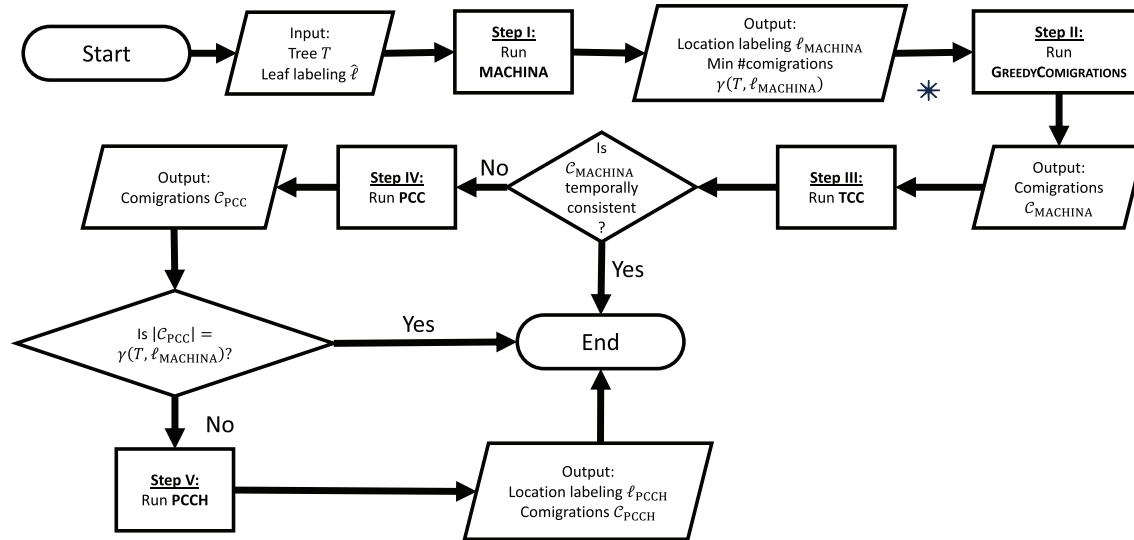 Start
Input:
Tree T
Leaf labeling ℓ̂
Step I:
Run
MACHINA
Output:
Location labeling ℓ_MACHINA
Min #comigrations
γ(T, ℓ_MACHINA)
Step II:
Run
GREEDYCOMIGRATIONS
Output:
Comigrations
𝒞_MACHINA
Step III:
Run TCC
Is
𝒞_MACHINA
temporally
consistent
?
No
Yes
Step IV:
Run PCC
Output:
Comigrations 𝒞_PCC
Is |𝒞_PCC| =
γ(T, ℓ_MACHINA)?
Yes
No
End
Step V:
Run PCCH
Output:
Location labeling ℓ_PCCH
Comigrations 𝒞_PCCH